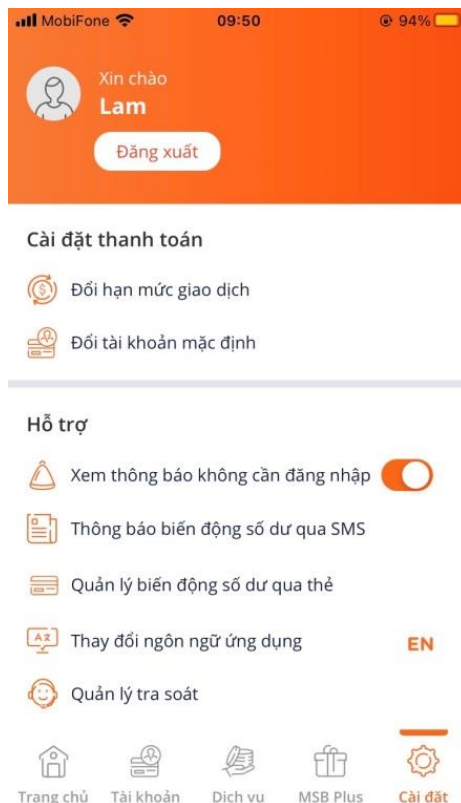 MobiFone 09:50 94%
Xin chào
Lam
Đăng xuất
Cài đặt thanh toán
Đổi hạn mức giao dịch
Đổi tài khoản mặc định
Hỗ trợ
Xem thông báo không cần đăng nhập
Thông báo biến động số dư qua SMS
Quản lý biến động số dư qua thẻ
Thay đổi ngôn ngữ ứng dụng EN
Quản lý tra soát
Trang chủ Tài khoản Dịch vụ MSB Plus Cài đặt